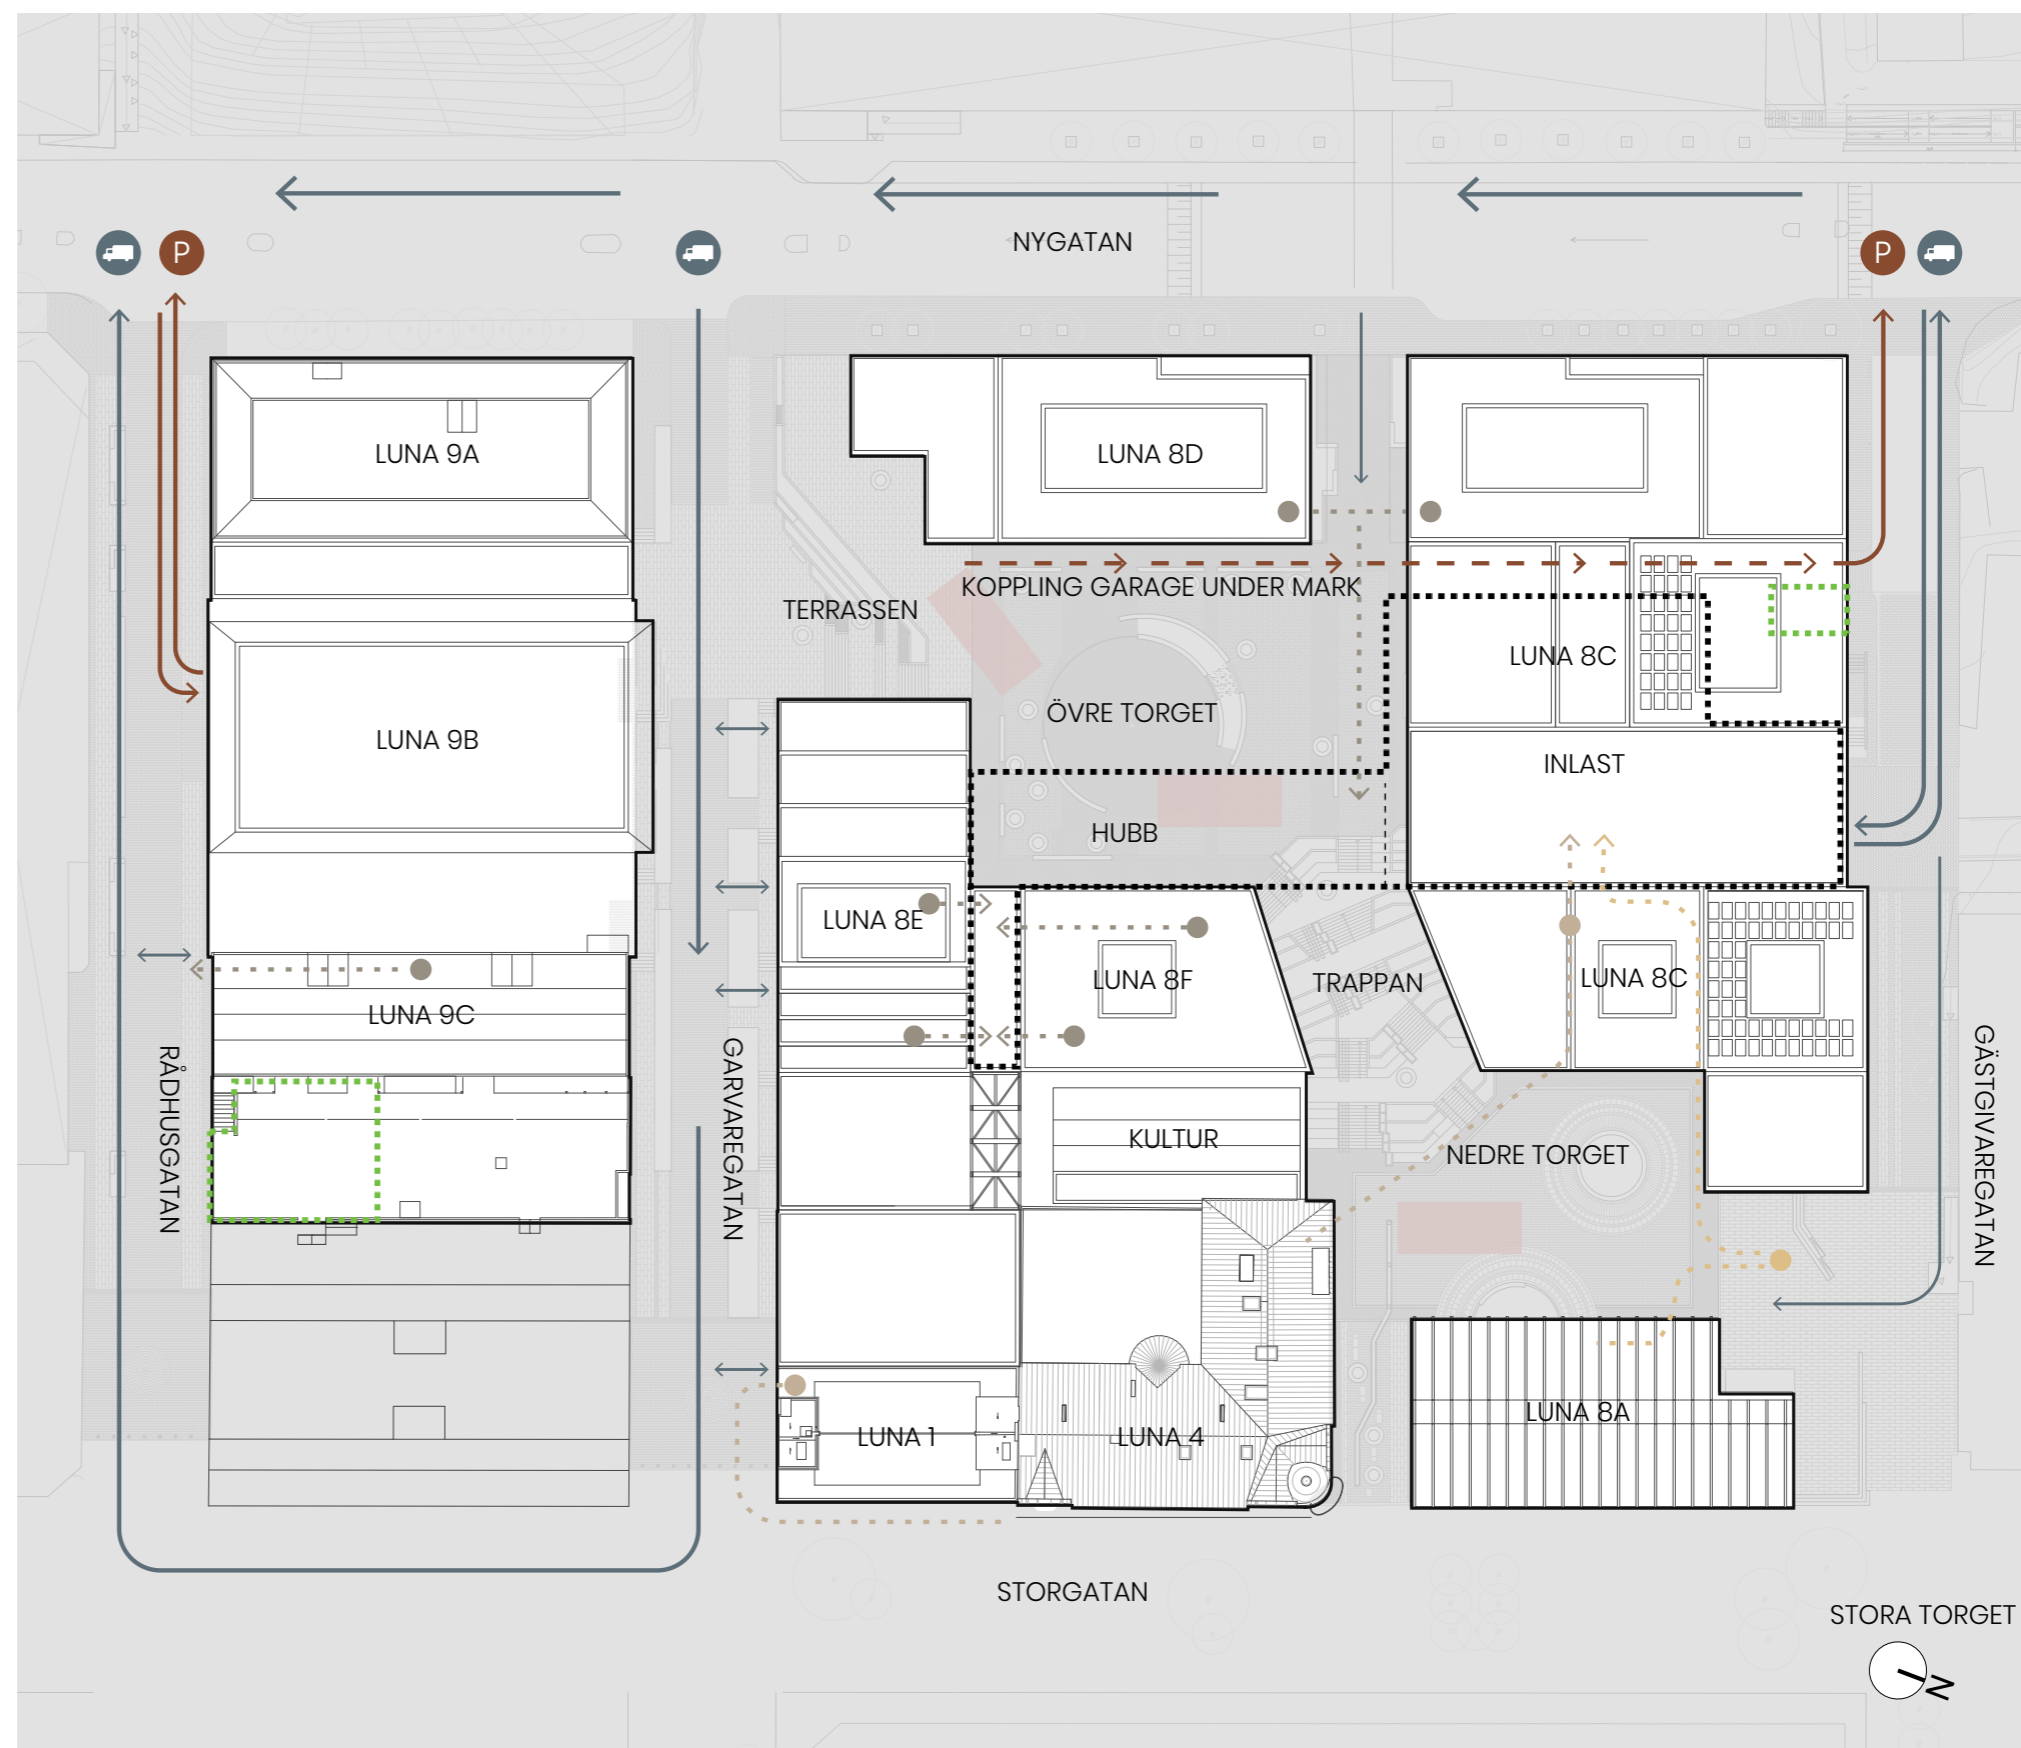 NYGATAN
P
P
LUNA 9A
LUNA 8D
KOPPLING GARAGE UNDER MARK
TERRASSEN
LUNA 8C
ÖVRE TORGET
LUNA 9B
INLAST
HUBB
LUNA 8E
LUNA 8F
TRAPPAN
LUNA 8C
LUNA 9C
RÅDHUSGATAN
GARVAREGATAN
KULTUR
NEDRE TORGET
GÄSTGIVAREGATAN
LUNA 1
LUNA 4
LUNA 8A
STORGATAN
STORA TORGET
N